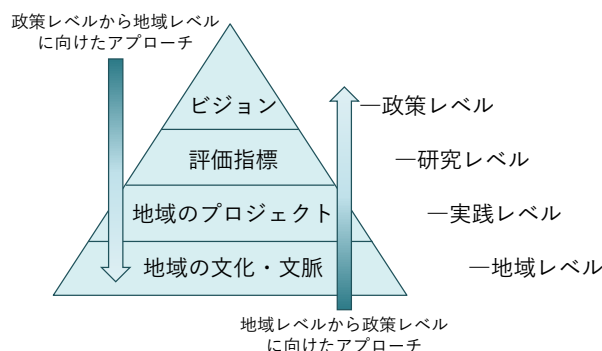 政策レベルから地域レベル
に向けたアプローチ
ビジョン
―政策レベル
評価指標
―研究レベル
地域のプロジェクト
―実践レベル
地域の文化・文脈
―地域レベル
地域レベルから政策レベル
に向けたアプローチ